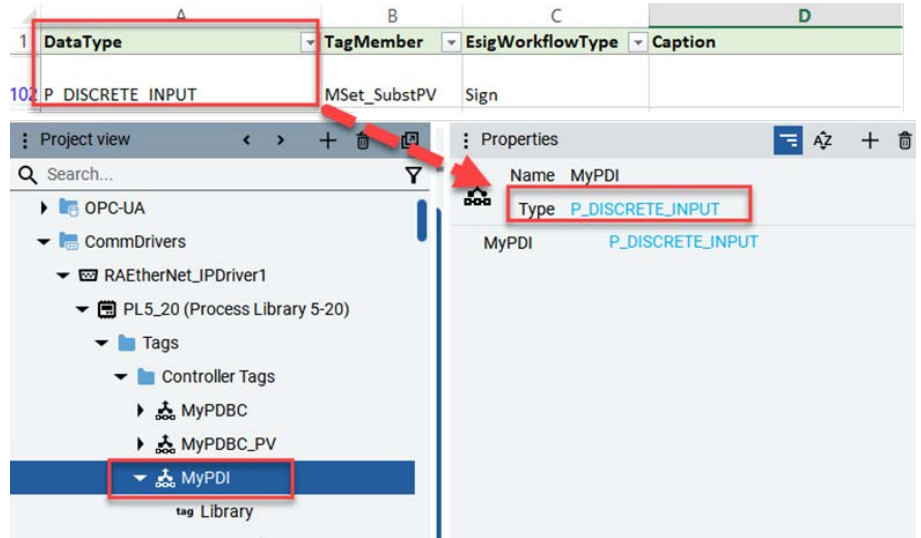 A B C D
1 DataType TagMember EsigWorkflowType Caption
102 P_DISCRETE_INPUT MSet_SubstPV Sign
Project view
Search...
OPC-UA
CommDrivers
RAEtherNet_IPDriver1
PL5_20 (Process Library 5-20)
Tags
Controller Tags
MyPDBC
MyPDBC_PV
MyPDI
tag Library
Properties
Name MyPDI
Type P_DISCRETE_INPUT
MyPDI P_DISCRETE_INPUT